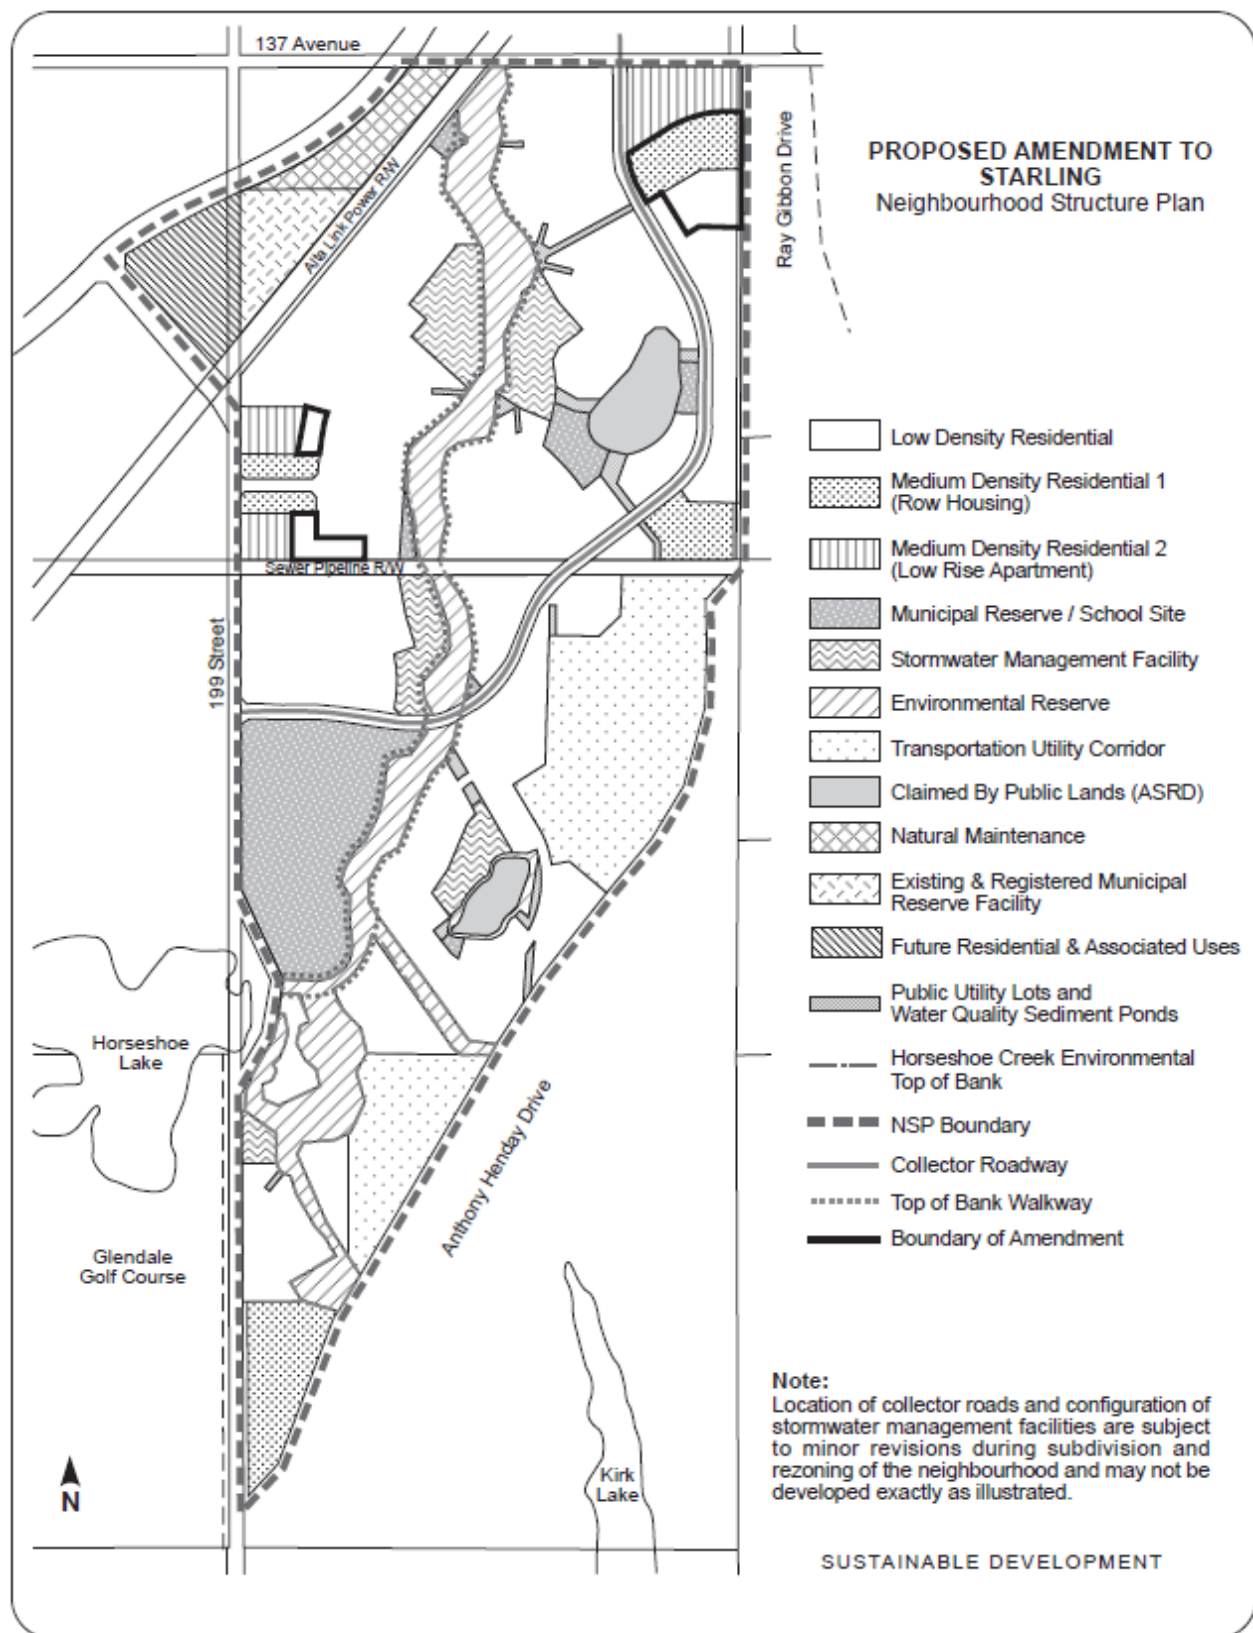 137 Avenue
PROPOSED AMENDMENT TO
STARLING
Neighbourhood Structure Plan
Ray Gibbon Drive
Alta Link Power R/W
Low Density Residential
Medium Density Residential 1
(Row Housing)
Medium Density Residential 2
(Low Rise Apartment)
Sewer Pipeline R/W
Municipal Reserve / School Site
199 Street
Stormwater Management Facility
Environmental Reserve
Transportation Utility Corridor
Claimed By Public Lands (ASRD)
Natural Maintenance
Existing & Registered Municipal
Reserve Facility
Future Residential & Associated Uses
Public Utility Lots and
Water Quality Sediment Ponds
Horseshoe
Lake
Horseshoe Creek Environmental
Top of Bank
NSP Boundary
Collector Roadway
Top of Bank Walkway
Boundary of Amendment
Anthony Henday Drive
Glendale
Golf Course
Note:
Location of collector roads and configuration of
stormwater management facilities are subject
to minor revisions during subdivision and
rezoning of the neighbourhood and may not be
developed exactly as illustrated.
Kirk
Lake
N
SUSTAINABLE DEVELOPMENT